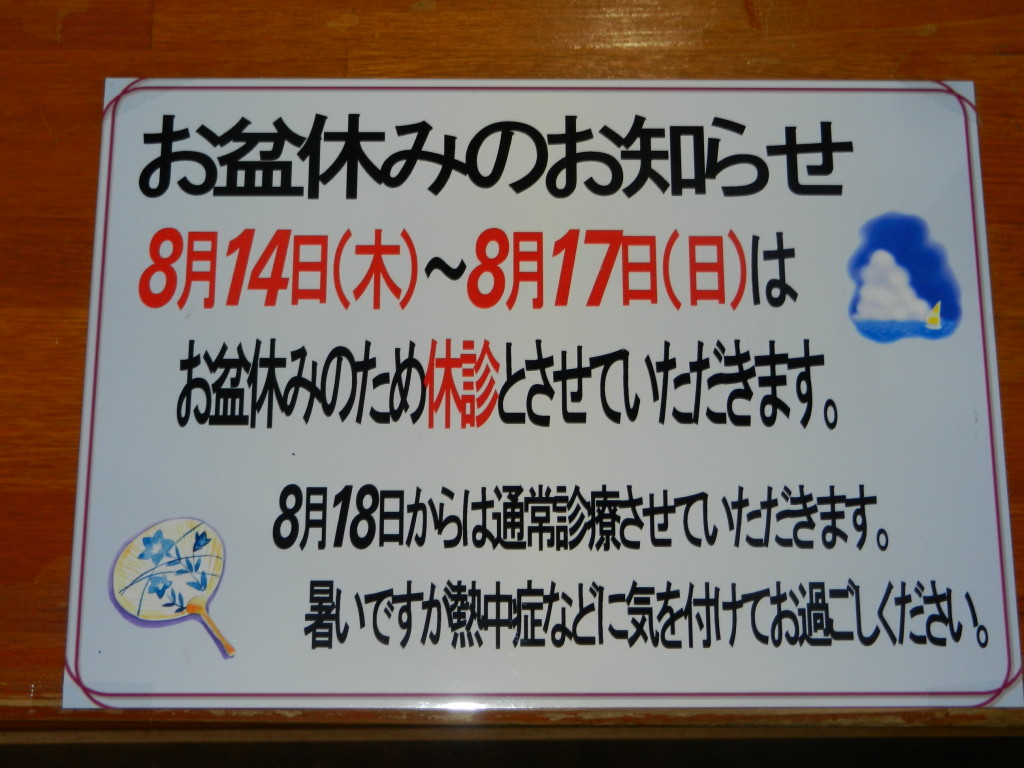 お盆休みのお知らせ
8月14日(木)~8月17日(日)は
お盆休みのため休診とさせていただきます。
8月18日からは通常診療させていただきます。
暑いですが熱中症などに気を付けてお過ごしください。